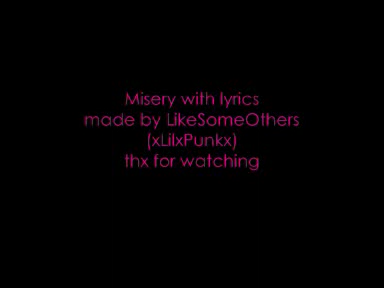 Misery with lyrics
made by LikeSomeOthers
(xLilxPunkx)
thx for watching